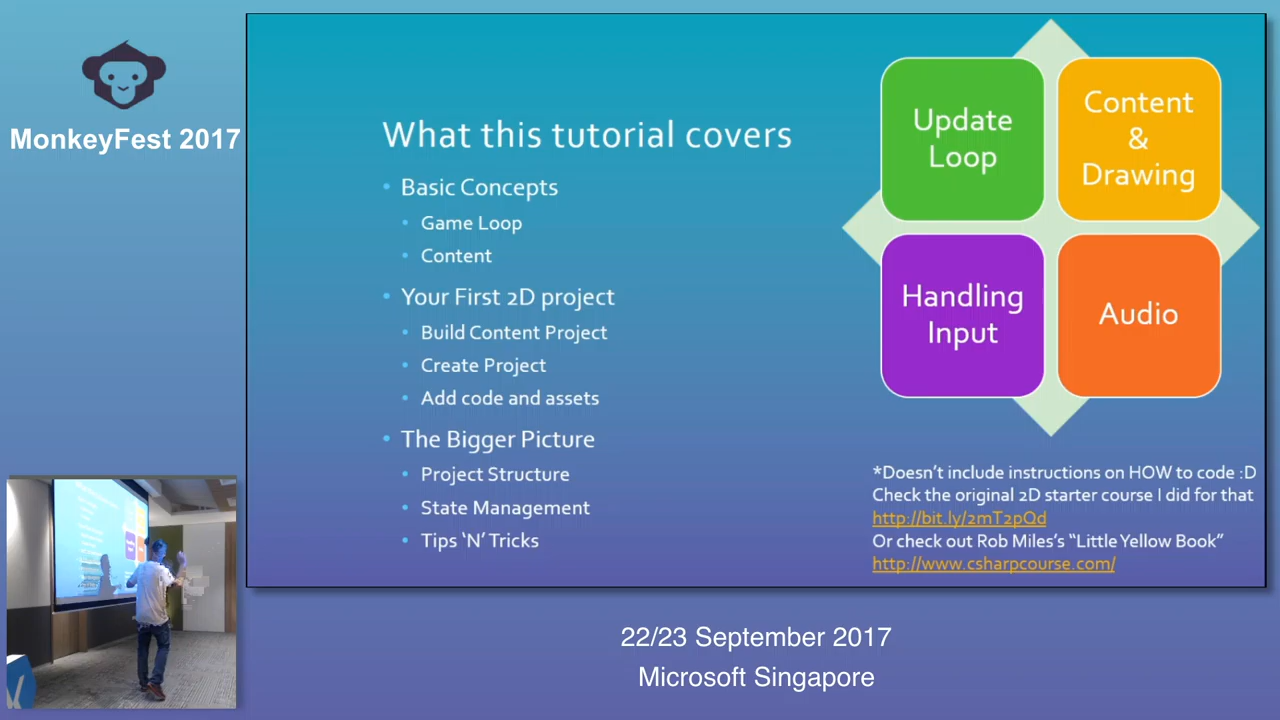 MonkeyFest 2017
What this tutorial covers
• Basic Concepts
• Game Loop
• Content
• Your First 2D project
• Build Content Project
• Create Project
• Add code and assets
• The Bigger Picture
• Project Structure
• State Management
• Tips ‘N’ Tricks
Update
Loop
Content
&
Drawing
Handling
Input
Audio
*Doesn’t include instructions on HOW to code :D
Check the original 2D starter course I did for that
http://bit.ly/2mT2pQd
Or check out Rob Miles’s “Little Yellow Book”
http://www.csharpcourse.com/
22/23 September 2017
Microsoft Singapore